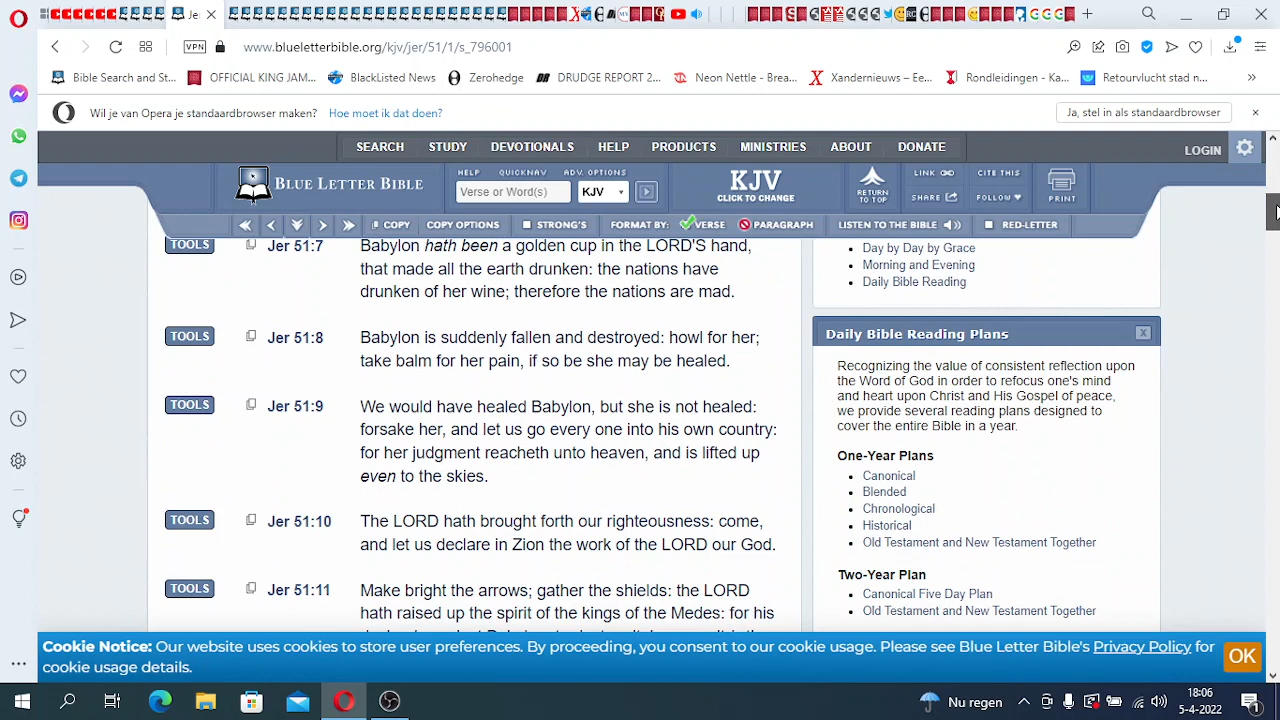 Je
www.blueletterbible.org/kjv/jer/51/1/s_796001
VPN
Bible Search and St...
OFFICIAL KING JAM...
BlackListed News
Zerohedge
DRUDGE REPORT 2...
Neon Nettle - Brea...
Xandernieuws – Ee...
Rondleidingen - Ka...
Retourvlucht stad n...
Wil je van Opera je standaardbrowser maken?
Hoe moet ik dat doen?
Ja, stel in als standaardbrowser
SEARCH STUDY DEVOTIONALS HELP PRODUCTS MINISTRIES ABOUT DONATE
LOGIN
BLUE LETTER BIBLE
HELP QUICKNAV ADV. OPTIONS
Verse or Word(s)
KJV
KJV
CLICK TO CHANGE
RETURN
TO TOP
LINK
CITE THIS
SHARE
FOLLOW
PRINT
COPY
COPY OPTIONS
STRONG'S
FORMAT BY:
VERSE
PARAGRAPH
LISTEN TO THE BIBLE
RED-LETTER
TOOLS
Jer 51:7
Babylon hath been a golden cup in the LORD'S hand,
that made all the earth drunken: the nations have
drunken of her wine; therefore the nations are mad.
TOOLS
Jer 51:8
Babylon is suddenly fallen and destroyed: howl for her;
take balm for her pain, if so be she may be healed.
TOOLS
Jer 51:9
We would have healed Babylon, but she is not healed:
forsake her, and let us go every one into his own country:
for her judgment reacheth unto heaven, and is lifted up
even to the skies.
TOOLS
Jer 51:10
The LORD hath brought forth our righteousness: come,
and let us declare in Zion the work of the LORD our God.
TOOLS
Jer 51:11
Make bright the arrows; gather the shields: the LORD
hath raised up the spirit of the kings of the Medes: for his
Day by Day by Grace
Morning and Evening
Daily Bible Reading
Daily Bible Reading Plans
Recognizing the value of consistent reflection upon
the Word of God in order to refocus one's mind
and heart upon Christ and His Gospel of peace,
we provide several reading plans designed to
cover the entire Bible in a year.
One-Year Plans
Canonical
Blended
Chronological
Historical
Old Testament and New Testament Together
Two-Year Plan
Canonical Five Day Plan
Old Testament and New Testament Together
Cookie Notice: Our website uses cookies to store user preferences. By proceeding, you consent to our cookie usage. Please see Blue Letter Bible's Privacy Policy for
cookie usage details.
OK
Nu regen
18:06
5-4-2022